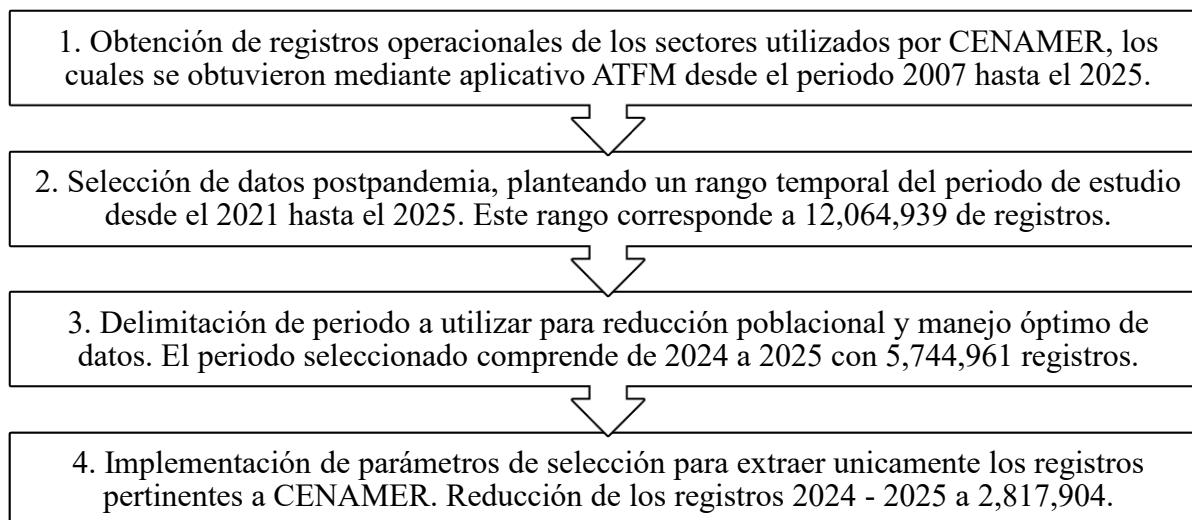 1. Obtención de registros operacionales de los sectores utilizados por CENAMER, los
cuales se obtuvieron mediante aplicativo ATFM desde el periodo 2007 hasta el 2025.
2. Selección de datos postpandemia, planteando un rango temporal del periodo de estudio
desde el 2021 hasta el 2025. Este rango corresponde a 12,064,939 de registros.
3. Delimitación de periodo a utilizar para reducción poblacional y manejo óptimo de
datos. El periodo seleccionado comprende de 2024 a 2025 con 5,744,961 registros.
4. Implementación de parámetros de selección para extraer unicamente los registros
pertinentes a CENAMER. Reducción de los registros 2024 - 2025 a 2,817,904.